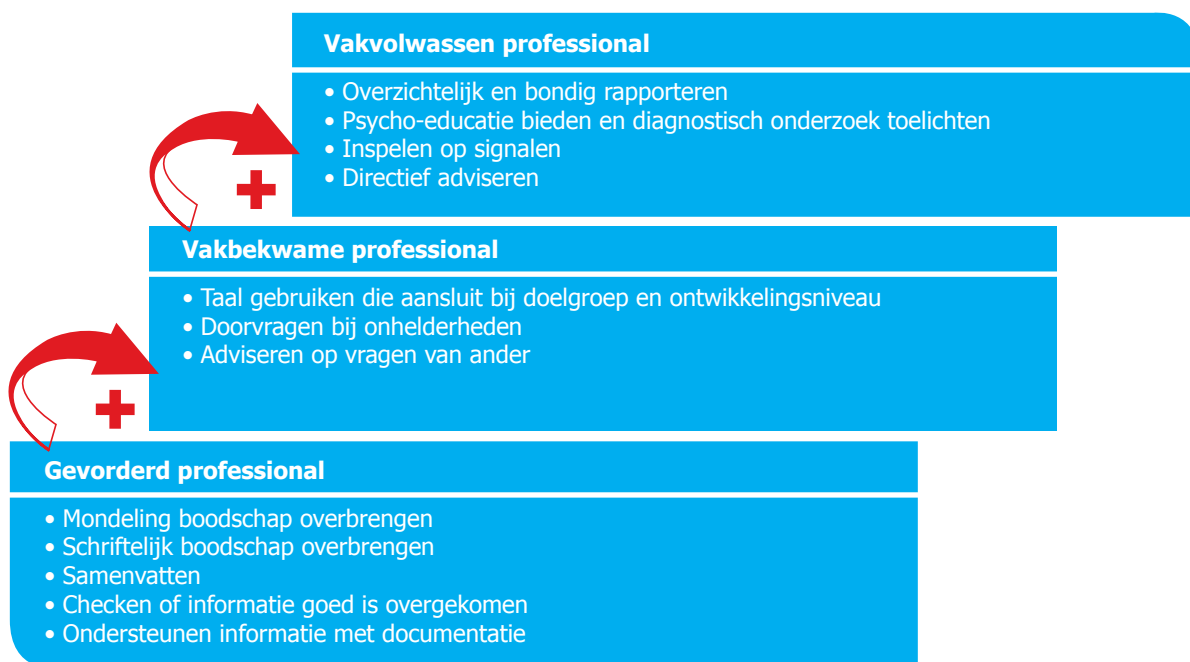 Vakvolwassen professional
• Overzichtelijk en bondig rapporteren
• Psycho-educatie bieden en diagnostisch onderzoek toelichten
• Inspelen op signalen
• Directief adviseren
Vakbekwame professional
• Taal gebruiken die aansluit bij doelgroep en ontwikkelingsniveau
• Doorvragen bij onhelderheden
• Adviseren op vragen van ander
Gevorderd professional
• Mondeling boodschap overbrengen
• Schriftelijk boodschap overbrengen
• Samenvatten
• Checken of informatie goed is overgekomen
• Ondersteunen informatie met documentatie